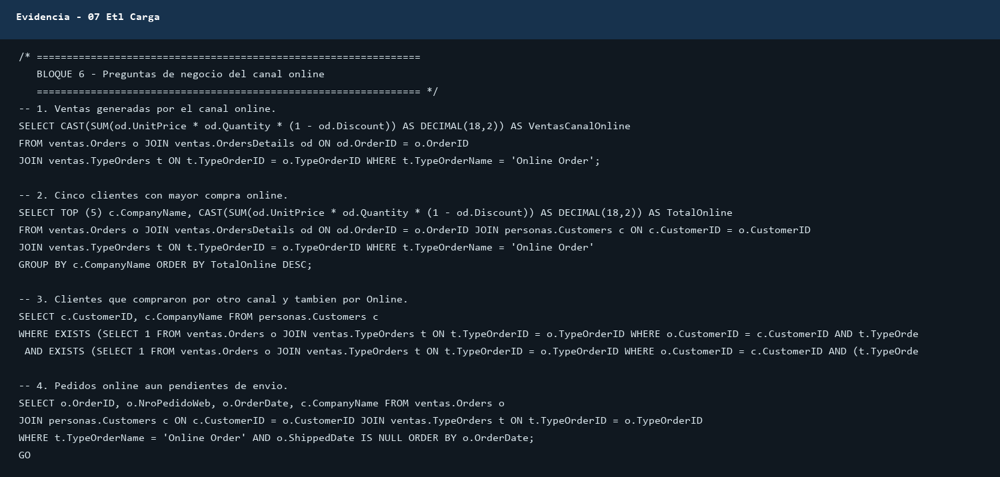 Evidencia - 07 Etl Carga
/* ================================================================
BLOQUE 6 - Preguntas de negocio del canal online
================================================================ */
-- 1. Ventas generadas por el canal online.
SELECT CAST(SUM(od.UnitPrice * od.Quantity * (1 - od.Discount)) AS DECIMAL(18,2)) AS VentasCanalOnline
FROM ventas.Orders o JOIN ventas.OrdersDetails od ON od.OrderID = o.OrderID
JOIN ventas.TypeOrders t ON t.TypeOrderID = o.TypeOrderID WHERE t.TypeOrderName = 'Online Order';
-- 2. Cinco clientes con mayor compra online.
SELECT TOP (5) c.CompanyName, CAST(SUM(od.UnitPrice * od.Quantity * (1 - od.Discount)) AS DECIMAL(18,2)) AS TotalOnline
FROM ventas.Orders o JOIN ventas.OrdersDetails od ON od.OrderID = o.OrderID JOIN personas.Customers c ON c.CustomerID = o.CustomerID
JOIN ventas.TypeOrders t ON t.TypeOrderID = o.TypeOrderID WHERE t.TypeOrderName = 'Online Order'
GROUP BY c.CompanyName ORDER BY TotalOnline DESC;
-- 3. Clientes que compraron por otro canal y tambien por Online.
SELECT c.CustomerID, c.CompanyName FROM personas.Customers c
WHERE EXISTS (SELECT 1 FROM ventas.Orders o JOIN ventas.TypeOrders t ON t.TypeOrderID = o.TypeOrderID WHERE o.CustomerID = c.CustomerID AND t.TypeOrde
AND EXISTS (SELECT 1 FROM ventas.Orders o JOIN ventas.TypeOrders t ON t.TypeOrderID = o.TypeOrderID WHERE o.CustomerID = c.CustomerID AND (t.TypeOrde
-- 4. Pedidos online aun pendientes de envio.
SELECT o.OrderID, o.NroPedidoWeb, o.OrderDate, c.CompanyName FROM ventas.Orders o
JOIN personas.Customers c ON c.CustomerID = o.CustomerID JOIN ventas.TypeOrders t ON t.TypeOrderID = o.TypeOrderID
WHERE t.TypeOrderName = 'Online Order' AND o.ShippedDate IS NULL ORDER BY o.OrderDate;
GO